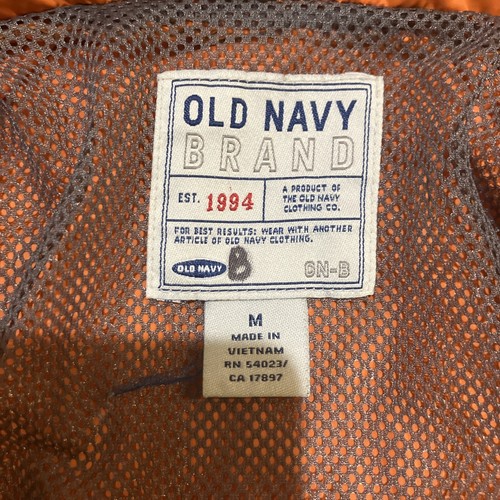 OLD NAVY
BRAND
EST. 1994
A PRODUCT OF
THE OLD NAVY
CLOTHING CO.
FOR BEST RESULTS: WEAR WITH ANOTHER
ARTICLE OF OLD NAVY CLOTHING.
OLD NAVY B GN-B
M
MADE IN
VIETNAM
RN 54023/
CA 17897